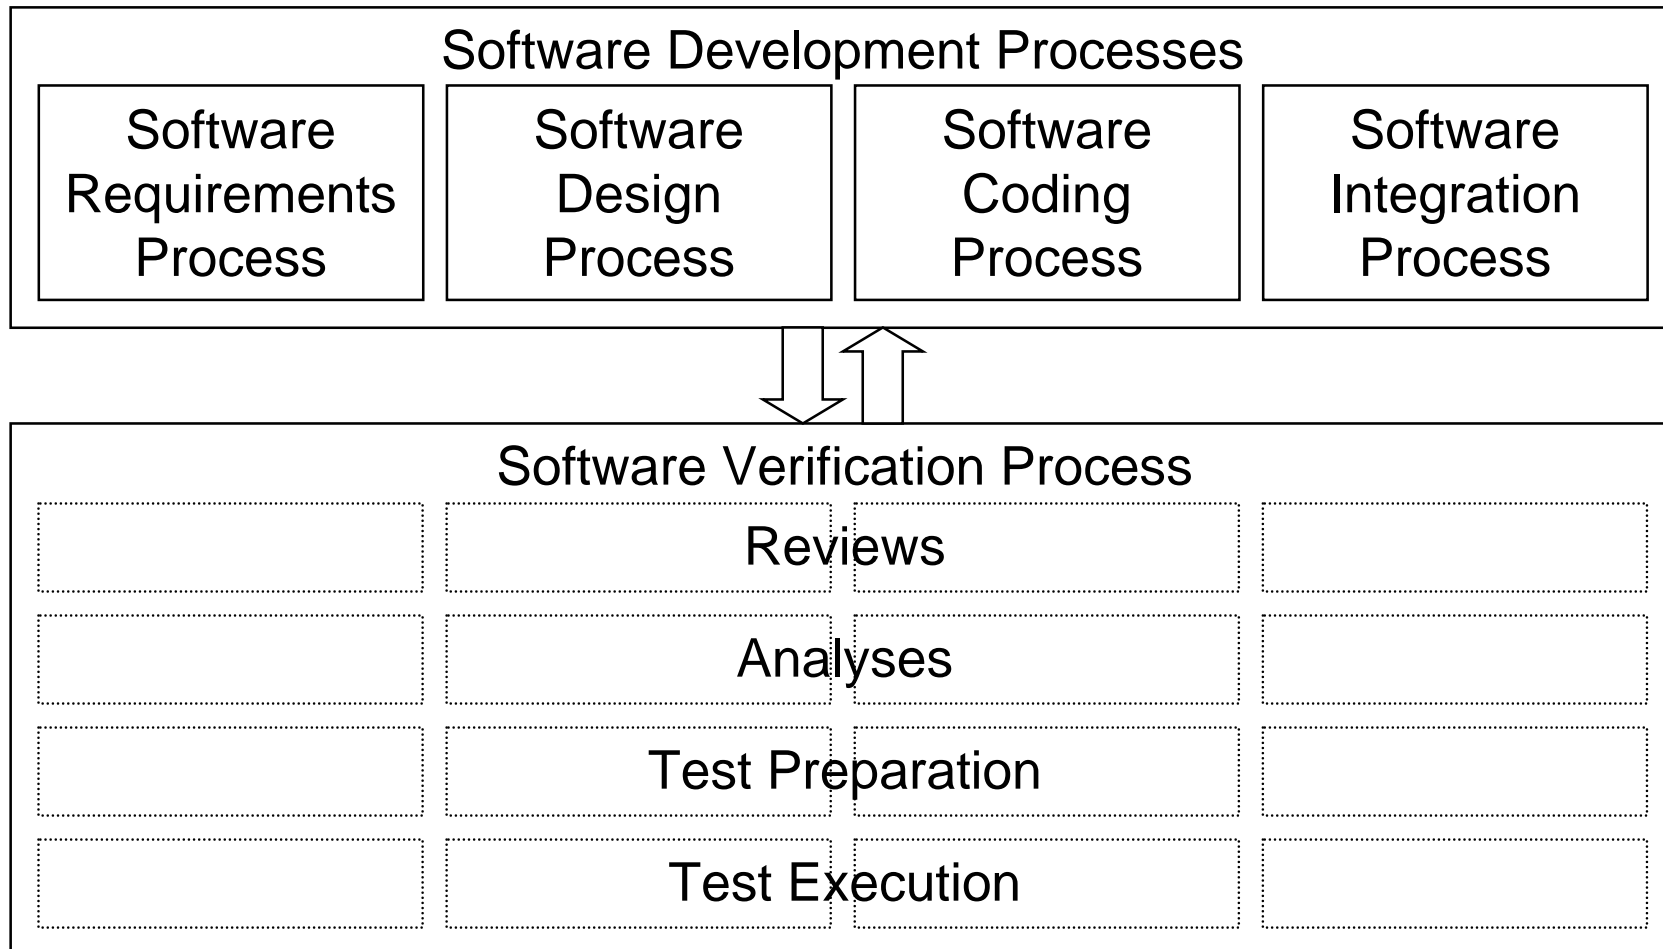 Software Development Processes
Software
Requirements
Process
Software
Design
Process
Software
Coding
Process
Software
Integration
Process
Software Verification Process
Reviews
Analyses
Test Preparation
Test Execution